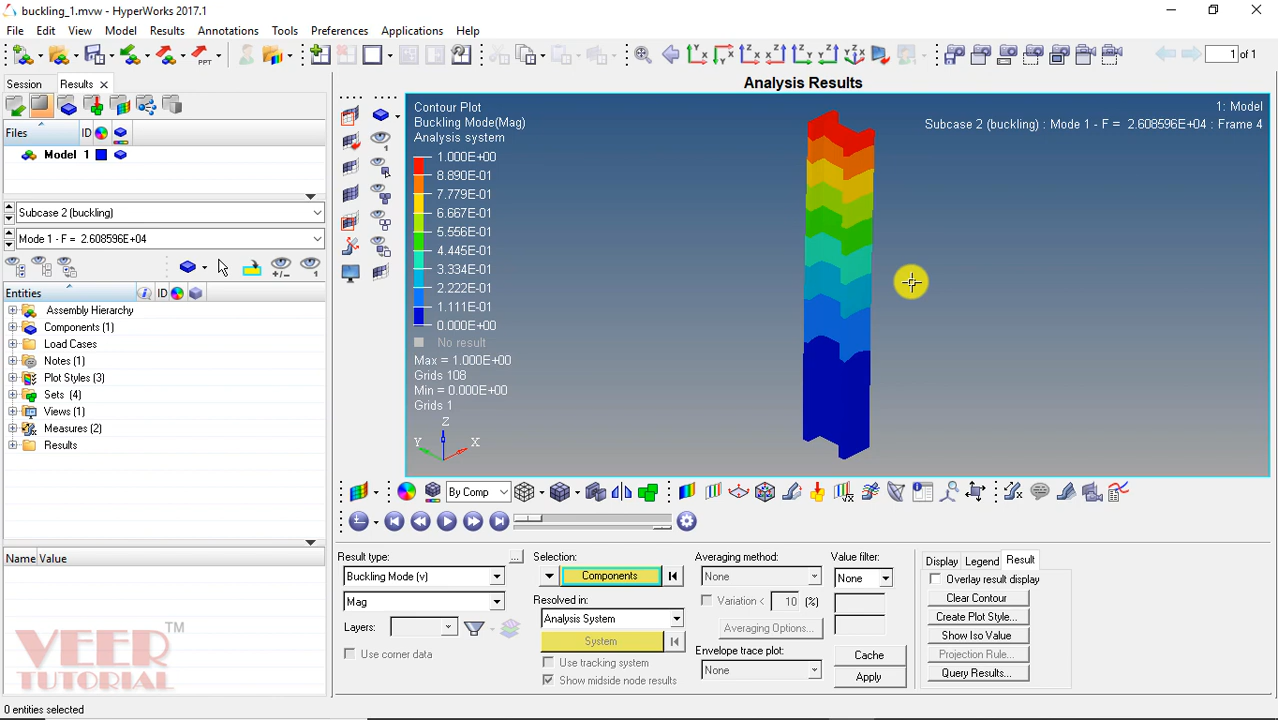 buckling_1.mvw - HyperWorks 2017.1
File Edit View Model Results Annotations Tools Preferences Applications Help
PPT
1 of 1
Session Results
Analysis Results
Files ID
Model 1
Subcase 2 (buckling)
Mode 1 - F = 2.608596E+04
Entities ID
Assembly Hierarchy
Components (1)
Load Cases
Notes (1)
Plot Styles (3)
Sets (4)
Views (1)
Measures (2)
Results
Name Value
VEER TM
TUTORIAL
0 entities selected
Contour Plot
Buckling Mode(Mag)
Analysis system
1.000E+00
8.890E-01
7.779E-01
6.667E-01
5.556E-01
4.445E-01
3.334E-01
2.222E-01
1.111E-01
0.000E+00
No result
Max = 1.000E+00
Grids 108
Min = 0.000E+00
Grids 1
Z
Y X
1: Model
Subcase 2 (buckling) : Mode 1 - F = 2.608596E+04 : Frame 4
By Comp
Result type: ...
Buckling Mode (v)
Mag
Layers:
Use corner data
Selection:
Components
Resolved in:
Analysis System
System
Use tracking system
Show midside node results
Averaging method:
None
Variation < 10 (%)
Averaging Options...
Envelope trace plot:
None
Value filter:
None
Cache
Apply
Display Legend Result
Overlay result display
Clear Contour
Create Plot Style...
Show Iso Value
Projection Rule...
Query Results...